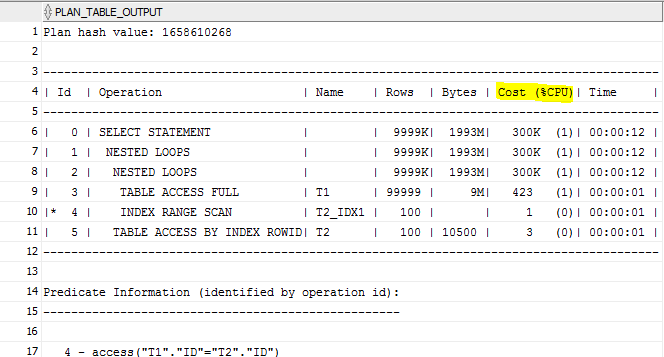 PLAN_TABLE_OUTPUT
1 Plan hash value: 1658610268
2
3 -------------------------------------------------------------------------------------------
4 | Id  | Operation                    | Name    | Rows  | Bytes | Cost (%CPU)| Time     |
5 -------------------------------------------------------------------------------------------
6 |   0 | SELECT STATEMENT             |         |  9999K|  1993M|   300K  (1)| 00:00:12 |
7 |   1 |  NESTED LOOPS                |         |  9999K|  1993M|   300K  (1)| 00:00:12 |
8 |   2 |   NESTED LOOPS               |         |  9999K|  1993M|   300K  (1)| 00:00:12 |
9 |   3 |    TABLE ACCESS FULL         | T1      | 99999 |     9M|   423   (1)| 00:00:01 |
10 |*  4 |    INDEX RANGE SCAN          | T2_IDX1 |   100 |       |     1   (0)| 00:00:01 |
11 |   5 |   TABLE ACCESS BY INDEX ROWID| T2      |   100 | 10500 |     3   (0)| 00:00:01 |
12 -------------------------------------------------------------------------------------------
13
14 Predicate Information (identified by operation id):
15 ---------------------------------------------------
16
17    4 - access("T1"."ID"="T2"."ID")